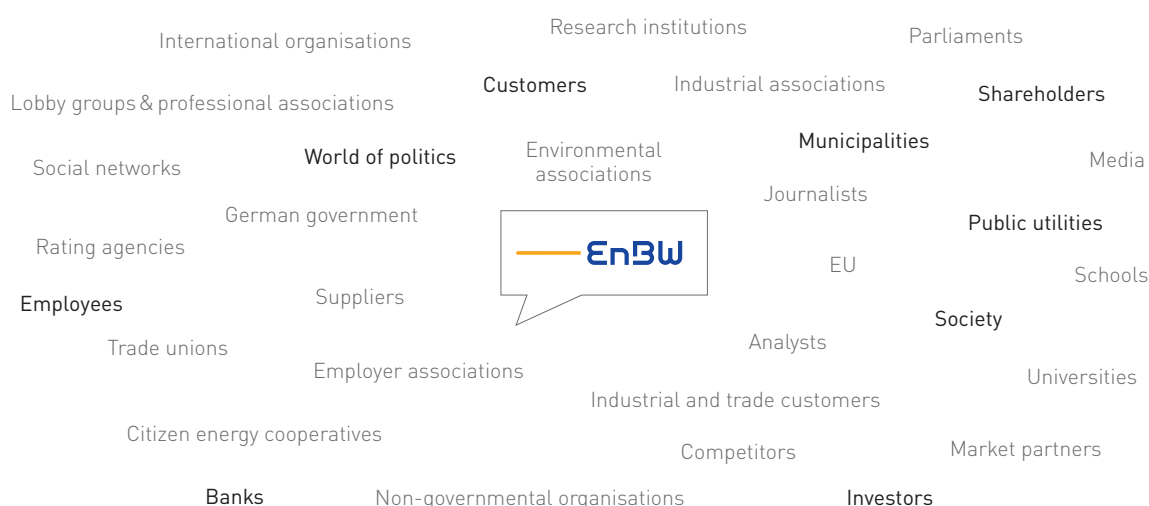 Research institutions
International organisations
Parliaments
Customers
Industrial associations
Shareholders
Lobby groups & professional associations
Municipalities
World of politics
Environmental
associations
Media
Social networks
Journalists
German government
Public utilities
Rating agencies
EnBW
EU
Schools
Employees
Suppliers
Society
Trade unions
Analysts
Employer associations
Universities
Industrial and trade customers
Citizen energy cooperatives
Competitors
Market partners
Banks
Non-governmental organisations
Investors